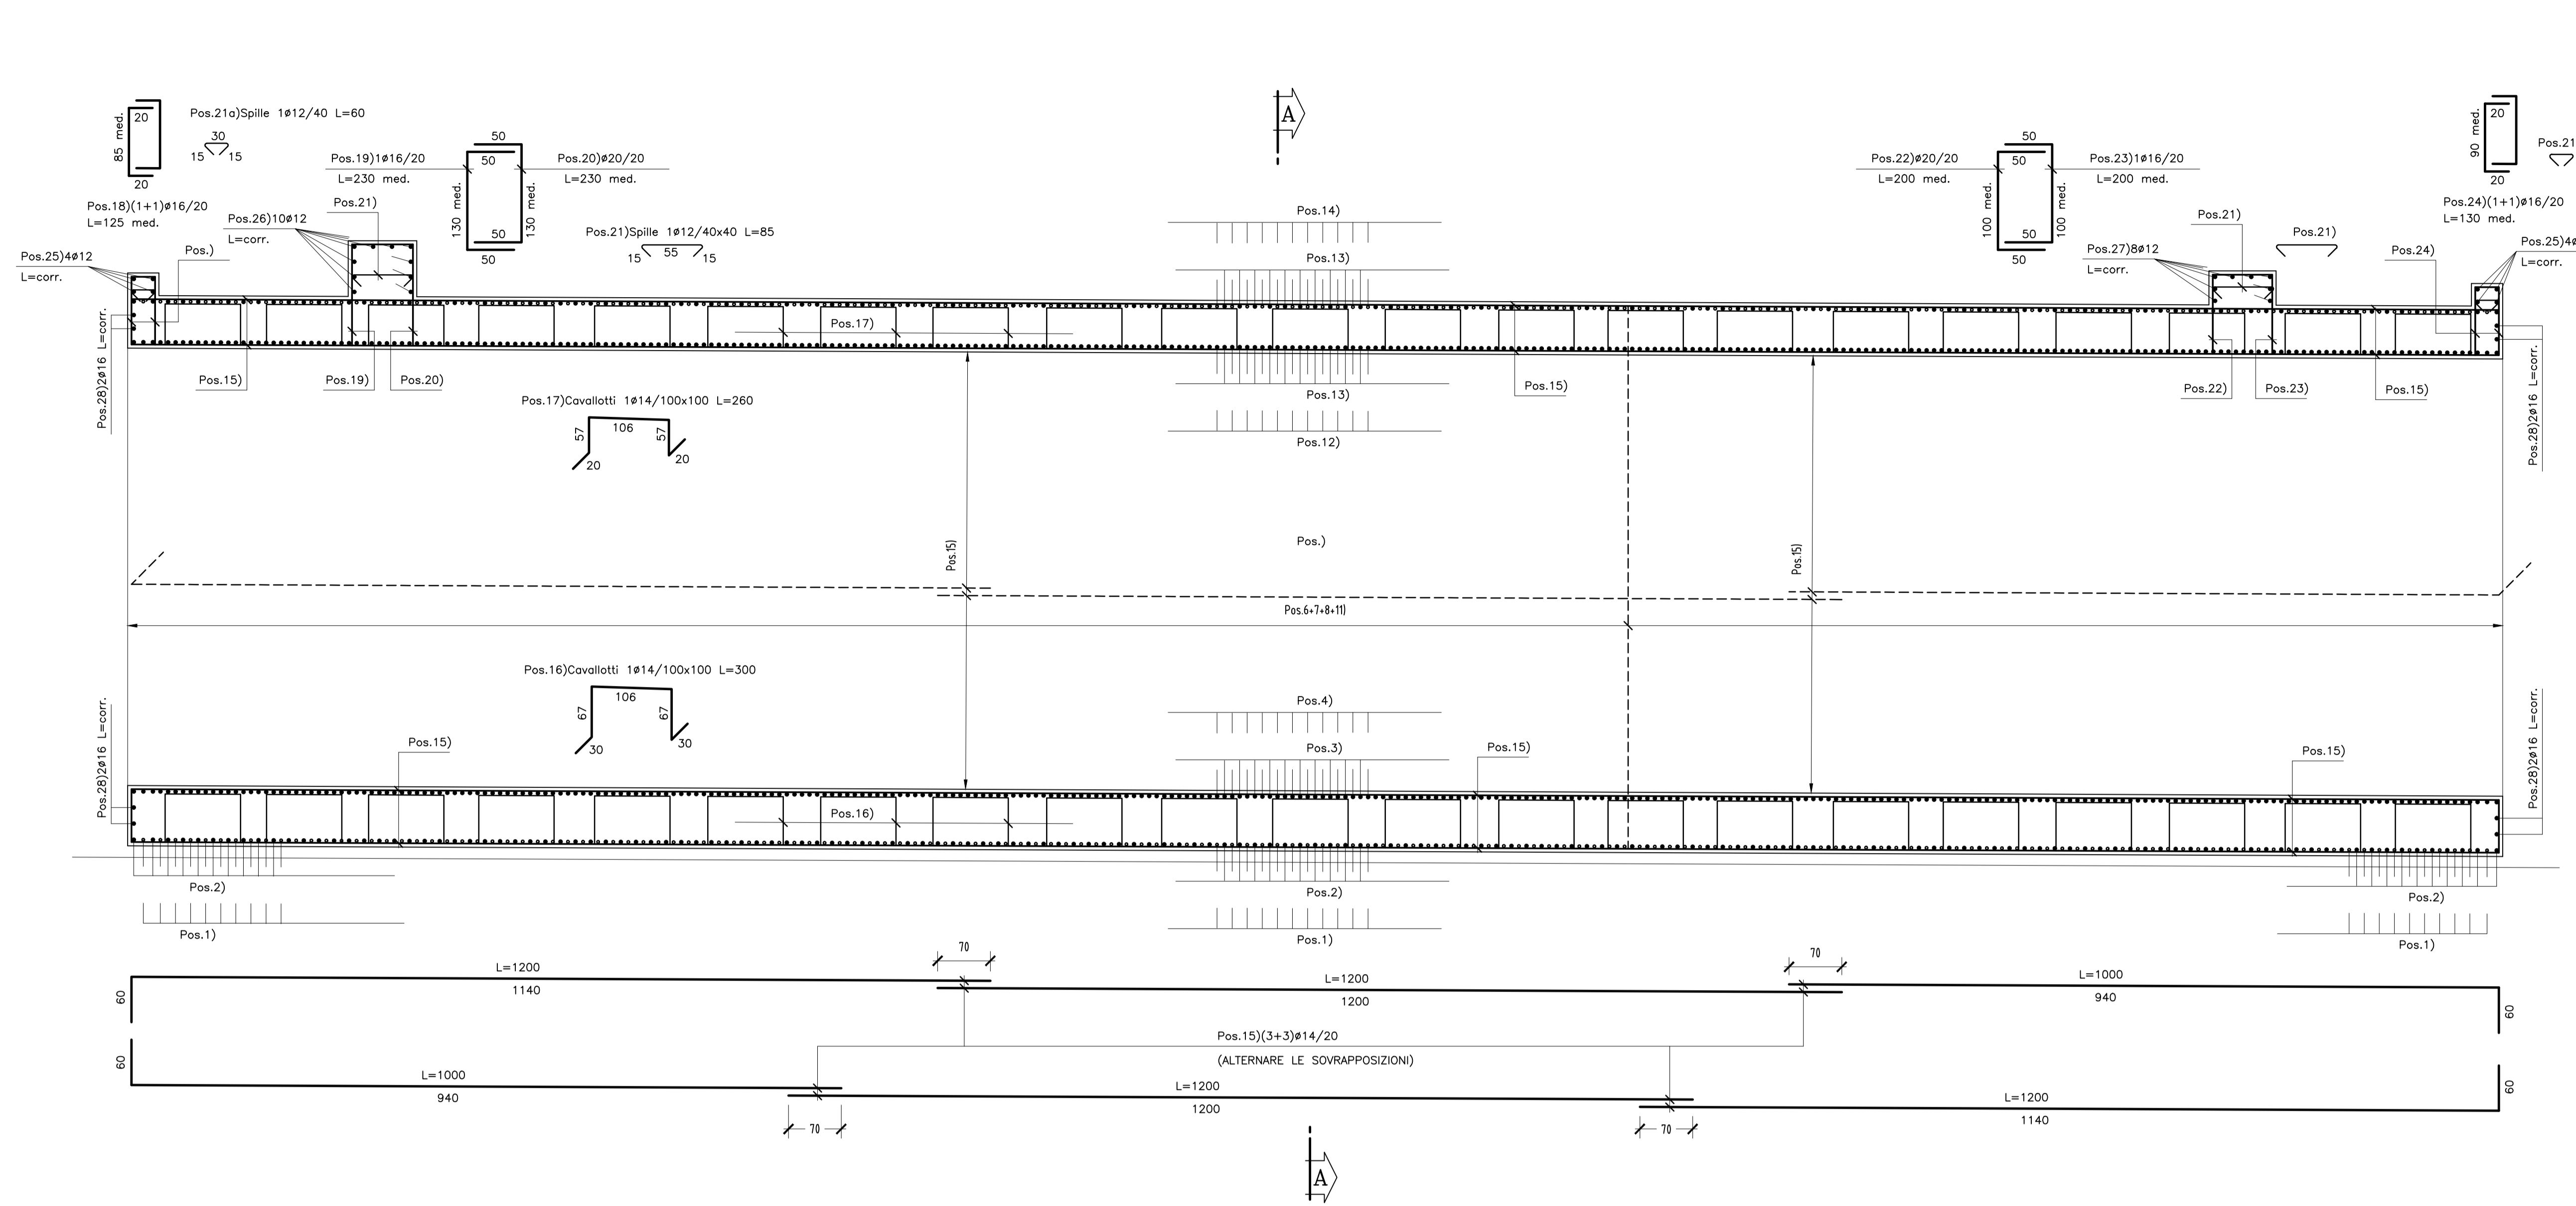 A
20
85 med.
20
Pos.21a)Spille 1ø12/40 L=60
30
15 15
Pos.18)(1+1)ø16/20
L=125 med.
Pos.19)1ø16/20
L=230 med.
50
50
130 med.
130 med.
50
50
Pos.20)ø20/20
L=230 med.
Pos.21)
Pos.26)10ø12
L=corr.
Pos.)
Pos.25)4ø12
L=corr.
Pos.21)Spille 1ø12/40x40 L=85
15 55 15
Pos.14)
Pos.13)
Pos.22)ø20/20
L=200 med.
50
50
100 med.
100 med.
50
50
Pos.23)1ø16/20
L=200 med.
20
90 med.
20
Pos.21
Pos.24)(1+1)ø16/20
L=130 med.
Pos.21)
Pos.27)8ø12
L=corr.
Pos.21)
Pos.24)
Pos.25)4ø
L=corr.
Pos.28)2ø16 L=corr.
Pos.17)
Pos.15)
Pos.19)
Pos.20)
Pos.13)
Pos.12)
Pos.15)
Pos.22)
Pos.23)
Pos.15)
Pos.28)2ø16 L=corr.
Pos.17)Cavallotti 1ø14/100x100 L=260
57
106
57
20
20
Pos.15)
Pos.)
Pos.15)
Pos.6+7+8+11)
Pos.16)Cavallotti 1ø14/100x100 L=300
67
106
67
30
30
Pos.28)2ø16 L=corr.
Pos.15)
Pos.4)
Pos.3)
Pos.15)
Pos.15)
Pos.28)2ø16 L=corr.
Pos.16)
Pos.2)
Pos.1)
Pos.2)
Pos.1)
Pos.2)
Pos.1)
70
70
L=1200
1140
L=1200
1200
L=1000
940
60
60
Pos.15)(3+3)ø14/20
(ALTERNARE LE SOVRAPPOSIZIONI)
60
60
L=1000
940
L=1200
1200
L=1200
1140
70
70
A